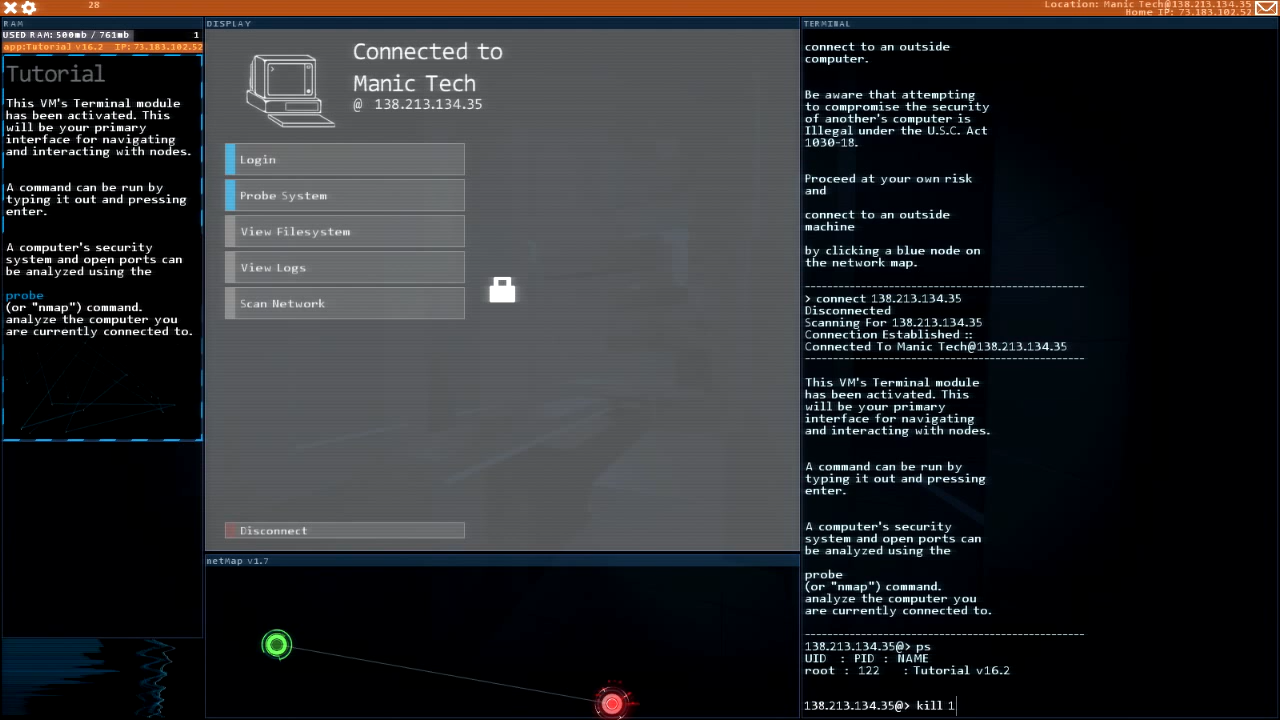 28
Location: Manic Tech@138.213.134.35
Home IP: 73.183.102.52
RAM
USED RAM: 500mb / 761mb
1
app:Tutorial v16.2 IP: 73.183.102.52
Tutorial
This VM's Terminal module
has been activated. This
will be your primary
interface for navigating
and interacting with nodes.
A command can be run by
typing it out and pressing
enter.
A computer's security
system and open ports can
be analyzed using the
probe
(or "nmap") command.
analyze the computer you
are currently connected to.
DISPLAY
Connected to
Manic Tech
@ 138.213.134.35
Login
Probe System
View Filesystem
View Logs
Scan Network
Disconnect
netMap v1.7
TERMINAL
connect to an outside
computer.
Be aware that attempting
to compromise the security
of another's computer is
Illegal under the U.S.C. Act
1030-18.
Proceed at your own risk
and
connect to an outside
machine
by clicking a blue node on
the network map.
> connect 138.213.134.35
Disconnected
Scanning For 138.213.134.35
Connection Established ::
Connected To Manic Tech@138.213.134.35
This VM's Terminal module
has been activated. This
will be your primary
interface for navigating
and interacting with nodes.
A command can be run by
typing it out and pressing
enter.
A computer's security
system and open ports can
be analyzed using the
probe
(or "nmap") command.
analyze the computer you
are currently connected to.
138.213.134.35@> ps
UID : PID : NAME
root : 122 : Tutorial v16.2
138.213.134.35@> kill 1